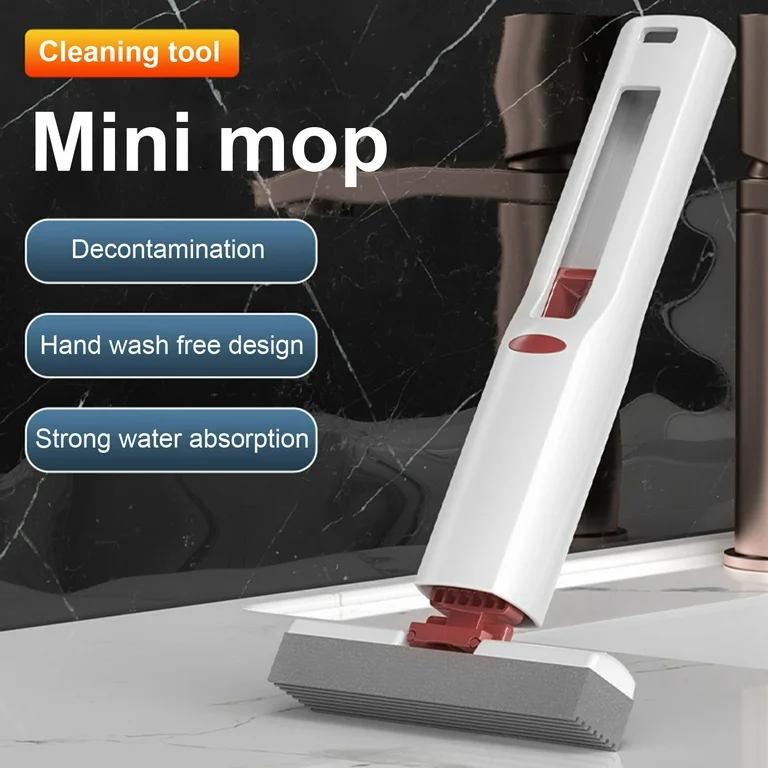 Cleaning tool
Mini mop
Decontamination
Hand wash free design
Strong water absorption